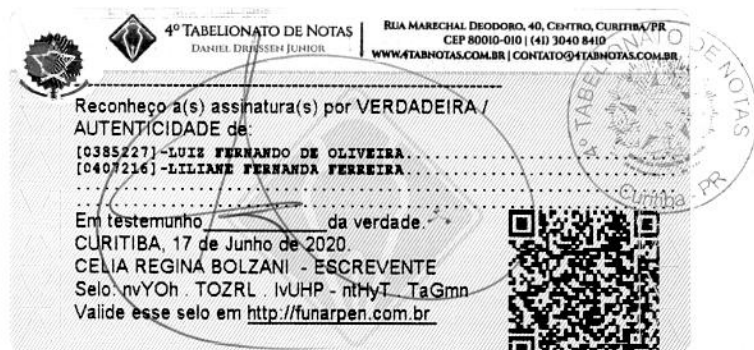 4º TABELIONATO DE NOTAS
DANIEL DRIESSEN JUNIOR
RUA MARECHAL DEODORO, 40, CENTRO, CURITIBA/PR
CEP 80010-010 | (41) 3040 8410
WWW.4TABNOTAS.COM.BR | CONTATO@4TABNOTAS.COM.BR
Reconheço a(s) assinatura(s) por VERDADEIRA /
AUTENTICIDADE de:
[0385227]-LUIZ FERNANDO DE OLIVEIRA
[0407216]-LILIANE FERNANDA FERREIRA
Em testemunho ____________ da verdade.
CURITIBA, 17 de Junho de 2020.
CELIA REGINA BOLZANI - ESCREVENTE
Selo: nvYOh . TOZRL . lvUHP - ntHyT . TaGmn
Valide esse selo em http://funarpen.com.br
4º TABELIONATO DE NOTAS
Curitiba - PR